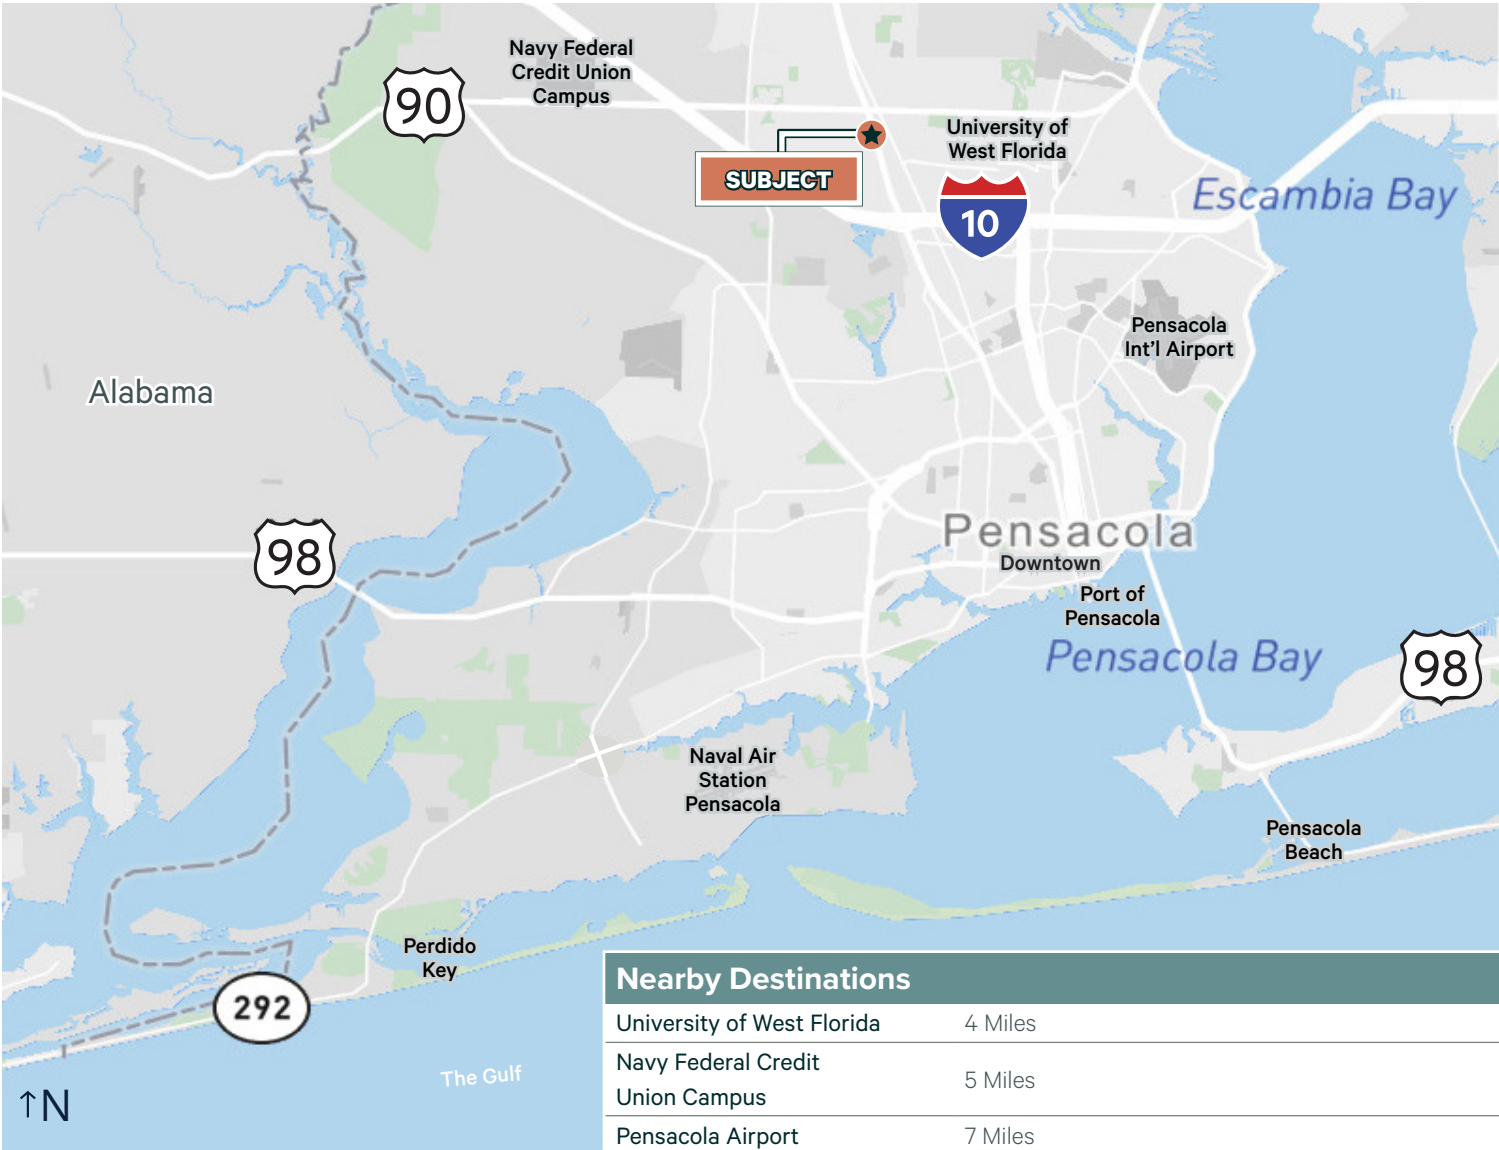 Navy Federal
Credit Union
Campus
90
University of
West Florida
SUBJECT
Escambia Bay
10
Pensacola
Int'l Airport
Alabama
Pensacola
Downtown
98
Port of
Pensacola
Pensacola Bay
98
Naval Air
Station
Pensacola
Pensacola
Beach
Perdido
Key
292
The Gulf
↑N
Nearby Destinations
University of West Florida 4 Miles
Navy Federal Credit
Union Campus 5 Miles
Pensacola Airport 7 Miles